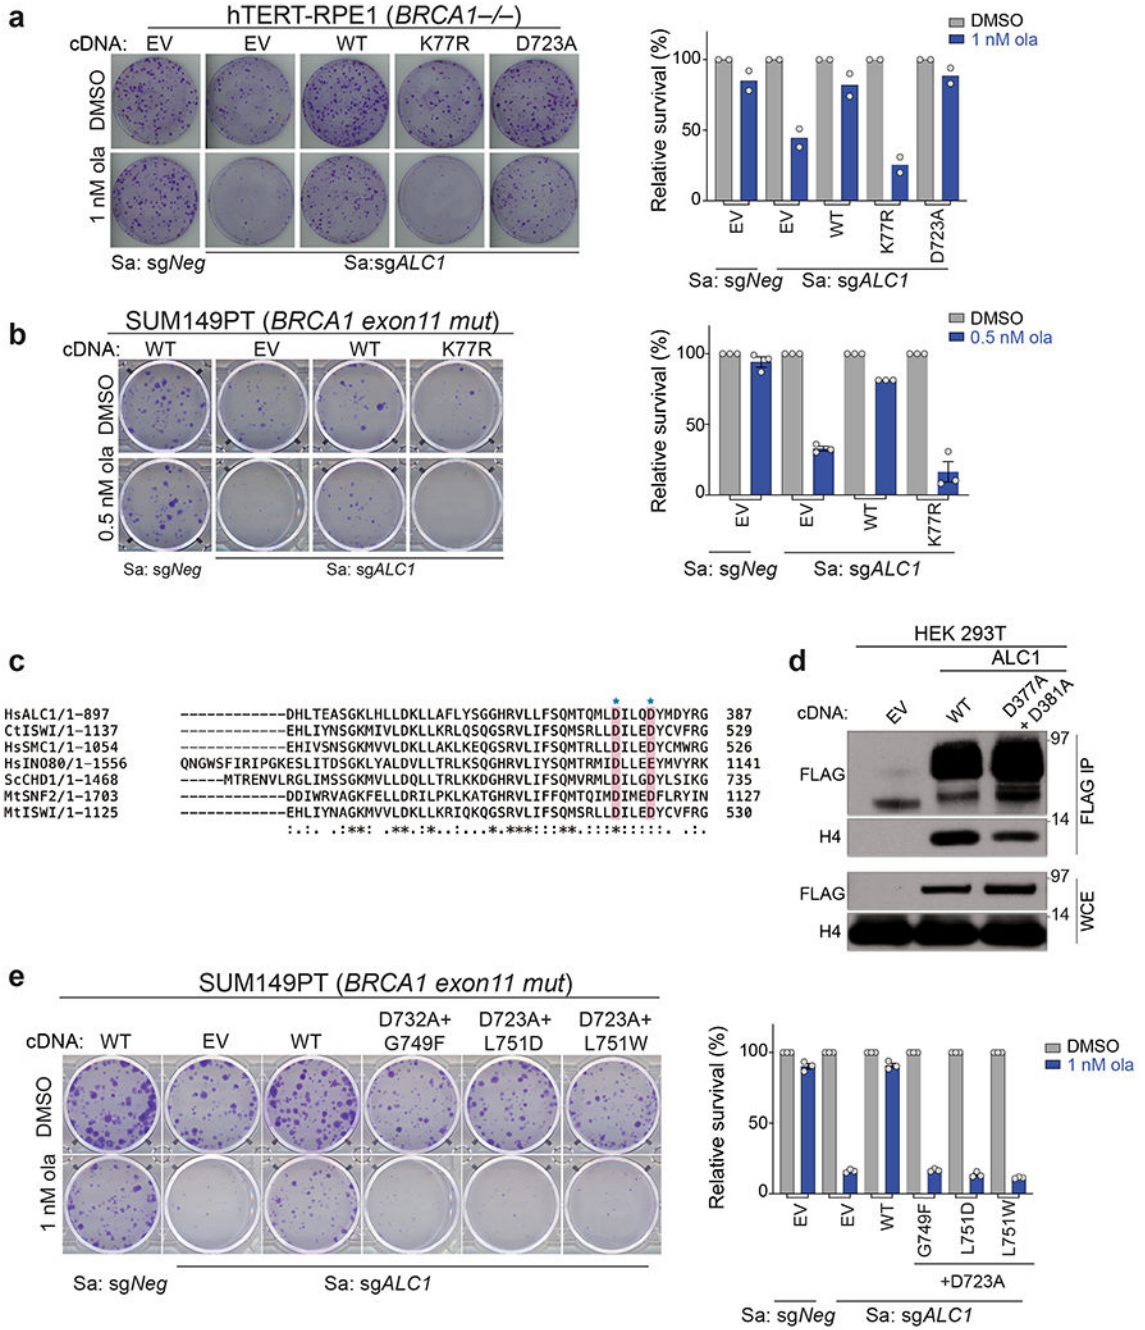 a
hTERT-RPE1 (BRCA1–/–)
cDNA: EV EV WT K77R D723A
DMSO
1 nM ola
Sa: sgNeg Sa:sgALC1
Relative survival (%)
100
50
0
DMSO
1 nM ola
EV EV WT K77R D723A
Sa: sgNeg Sa: sgALC1
b
SUM149PT (BRCA1 exon11 mut)
cDNA: WT EV WT K77R
DMSO
0.5 nM ola
Sa: sgNeg Sa: sgALC1
Relative survival (%)
100
50
0
DMSO
0.5 nM ola
EV EV WT K77R
Sa: sgNeg Sa: sgALC1
c
HsALC1/1-897 ---------------DHLTEASGKLHLLDKLLAFLYSGGHRVLLFSQMTQMLDILQDYMDYRG 387
CtISWI/1-1137 ---------------EHLIYNSGKMIVLDKLLKRLQSQGSRVLIFSQMSRLLDILEDYCVFRG 529
HsSMC1/1-1054 ---------------EHIVSNSGKMVVLDKLLAKLKEQGSRVLIFSQMTRLLDILEDYCMWRG 526
HsINO80/1-1556 QNGWSFIRIPGKESLITDSGKLYALDVLLTRLKSQGHRVLIYSQMTRMIDLLEEYMVYRK 1141
ScCHD1/1-1468 ------MTRENVLRGLIMSSGKMVLLDQLLTRLKKDGHRVLIFSQMVRMLDILGDYLSIKG 735
MtSNF2/1-1703 ---------------DDIWRVAGKFELLDRILPKLKKATGHRVLIFFQMTQIMDIMEDFLRYIN 1127
MtISWI/1-1125 ---------------EHLIYNAGKMVVLDKLLKRIQKQGSRVLIFSQMSRLLDILEDYCVFRG 530
d
HEK 293T
ALC1
cDNA: EV WT D377A + D381A
FLAG
97
H4
14
FLAG IP
FLAG
97
H4
14
WCE
e
SUM149PT (BRCA1 exon11 mut)
cDNA: WT EV WT D732A+ G749F D723A+ L751D D723A+ L751W
DMSO
1 nM ola
Sa: sgNeg Sa: sgALC1
Relative survival (%)
100
50
0
DMSO
1 nM ola
EV EV WT G749F L751D L751W
+D723A
Sa: sgNeg Sa: sgALC1